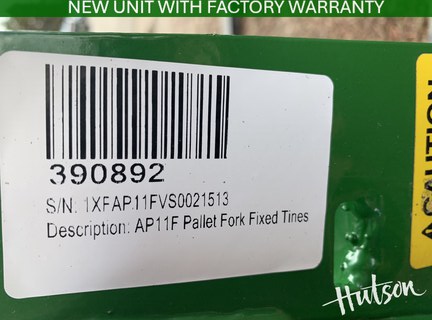 NEW UNIT WITH FACTORY WARRANTY
390892
S/N: 1XFAP11FVS0021513
Description: AP11F Pallet Fork Fixed Tines
CAUTION
Hutson